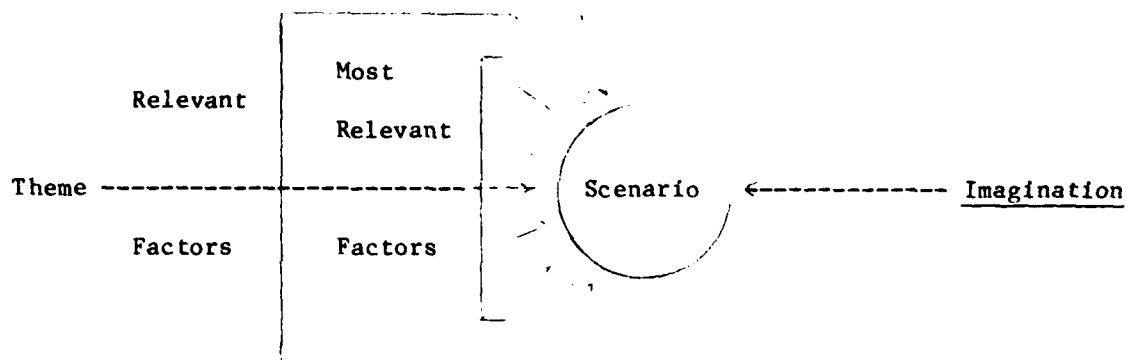 Most
Relevant
Relevant
Theme Scenario Imagination
Factors Factors